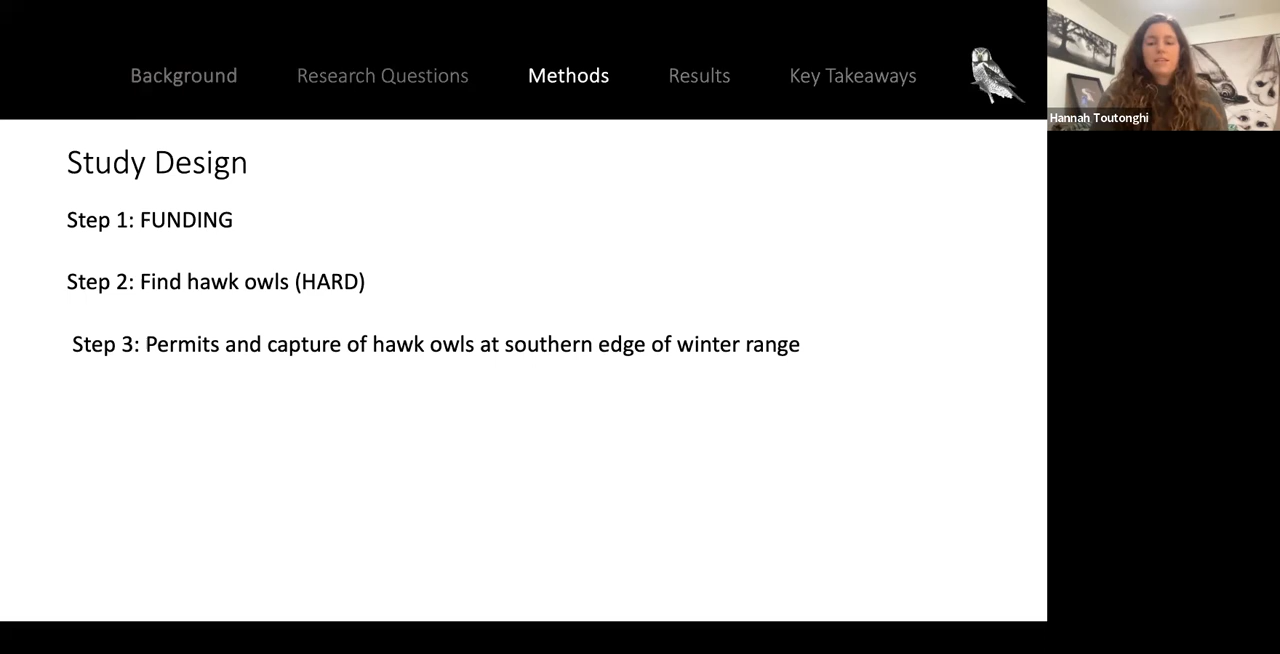 Background Research Questions Methods Results Key Takeaways
Hannah Toutonghi
Study Design
Step 1: FUNDING
Step 2: Find hawk owls (HARD)
Step 3: Permits and capture of hawk owls at southern edge of winter range